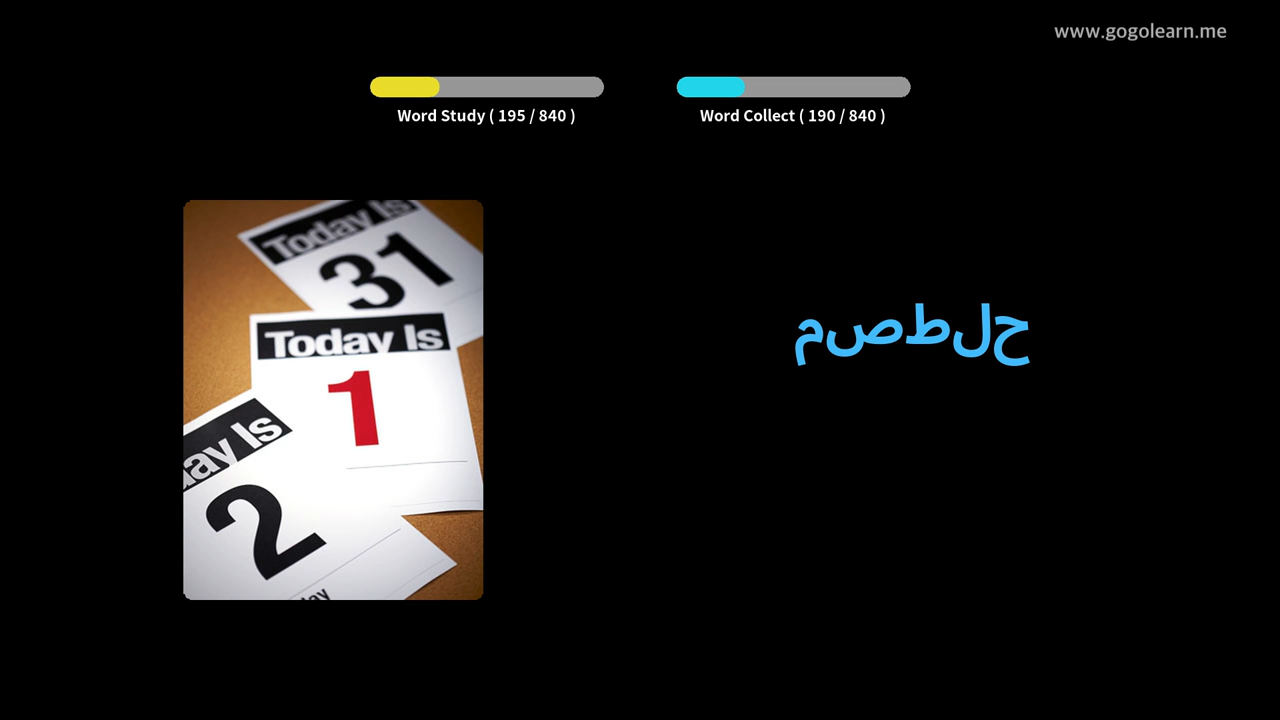 www.gogolearn.me
Word Study ( 195 / 840 )
Word Collect ( 190 / 840 )
Today Is
31
Today Is
1
day Is
2
مصطلح